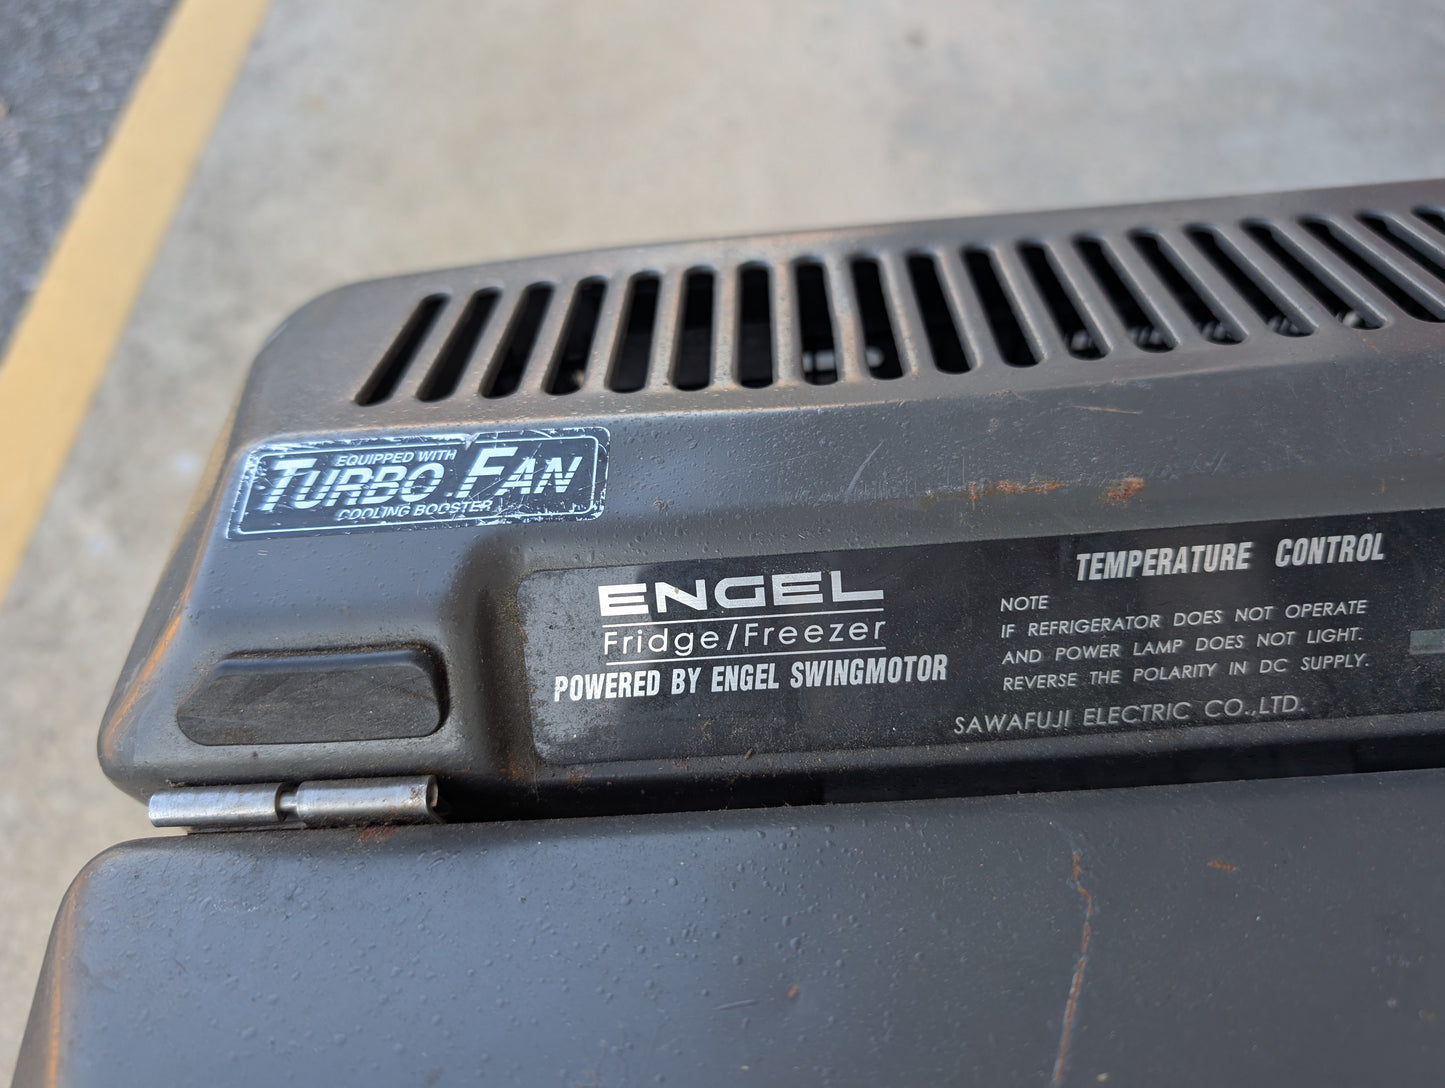 EQUIPPED WITH
TURBO FAN
COOLING BOOSTER
ENGEL
Fridge/Freezer
POWERED BY ENGEL SWINGMOTOR
TEMPERATURE CONTROL
NOTE
IF REFRIGERATOR DOES NOT OPERATE
AND POWER LAMP DOES NOT LIGHT.
REVERSE THE POLARITY IN DC SUPPLY.
SAWAFUJI ELECTRIC CO.,LTD.